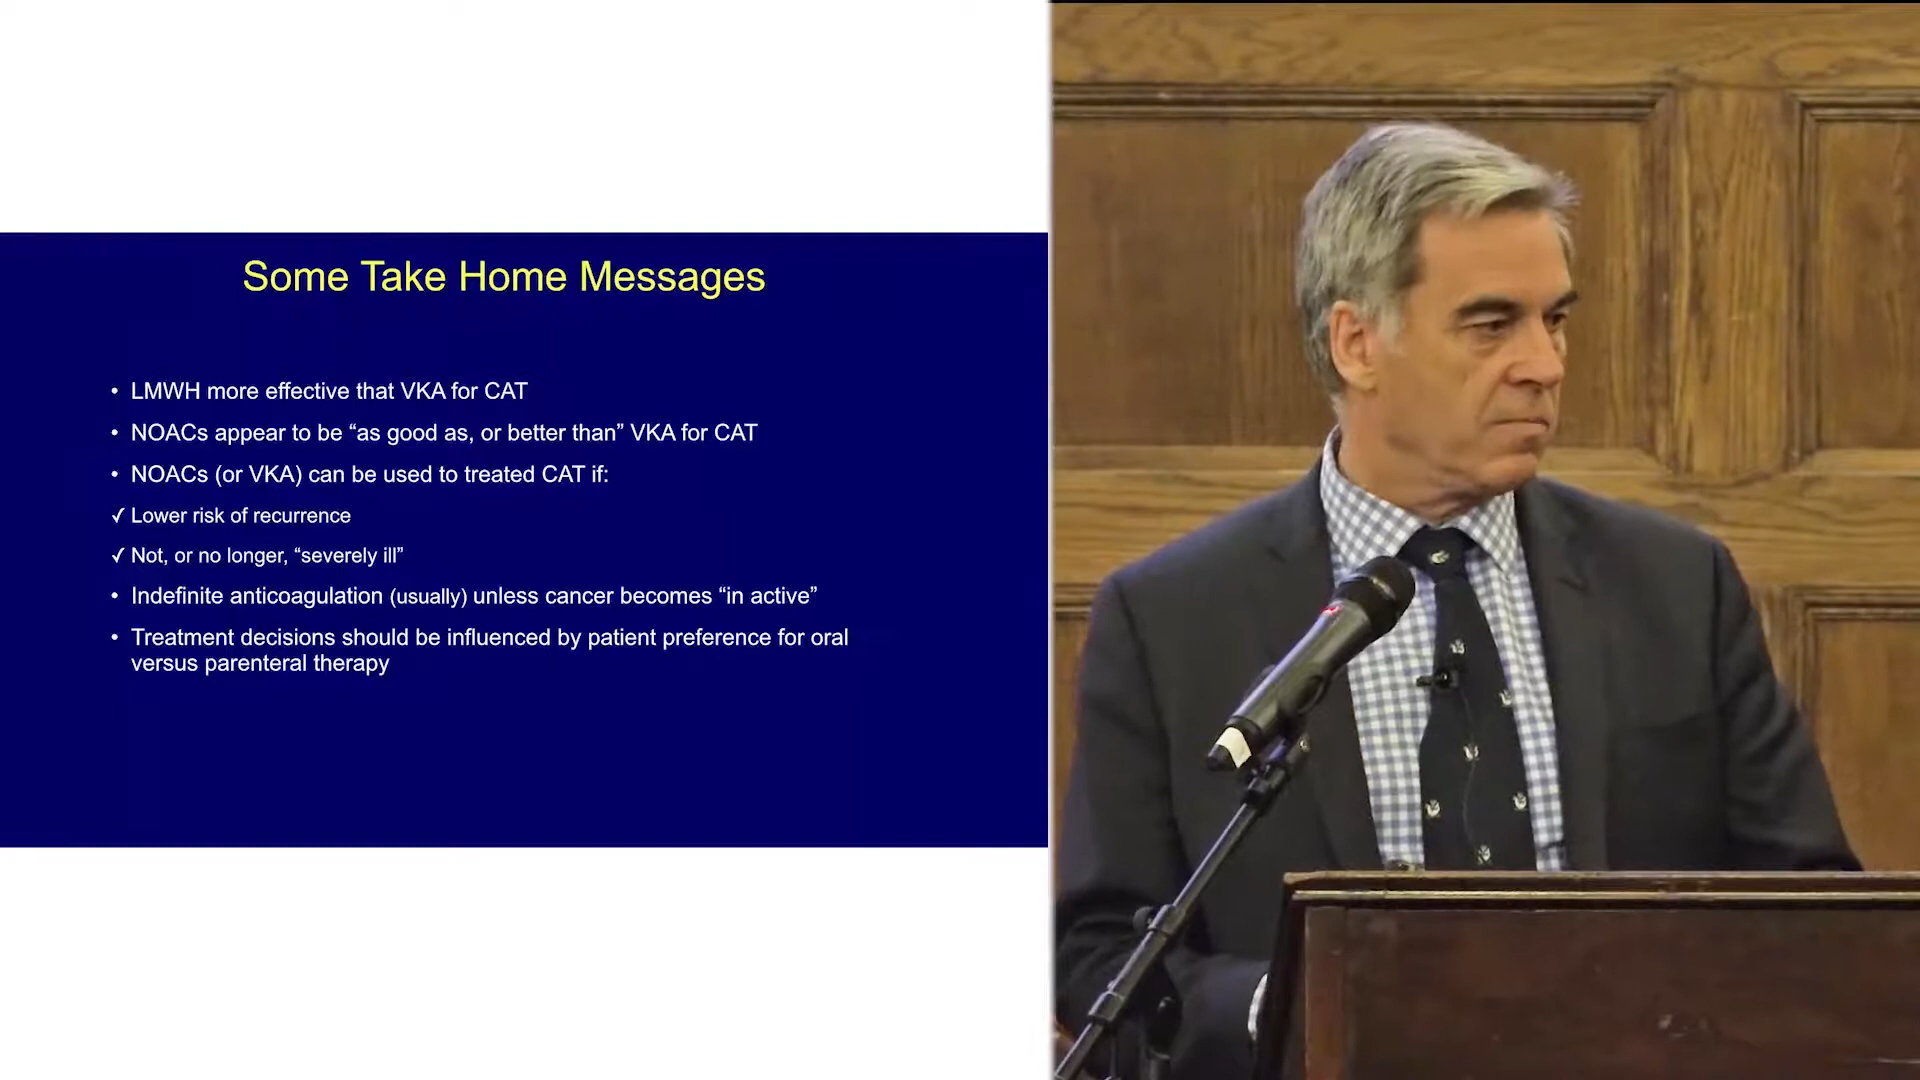 Some Take Home Messages
• LMWH more effective that VKA for CAT
• NOACs appear to be “as good as, or better than” VKA for CAT
• NOACs (or VKA) can be used to treated CAT if:
✓ Lower risk of recurrence
✓ Not, or no longer, “severely ill”
• Indefinite anticoagulation (usually) unless cancer becomes “in active”
• Treatment decisions should be influenced by patient preference for oral
versus parenteral therapy